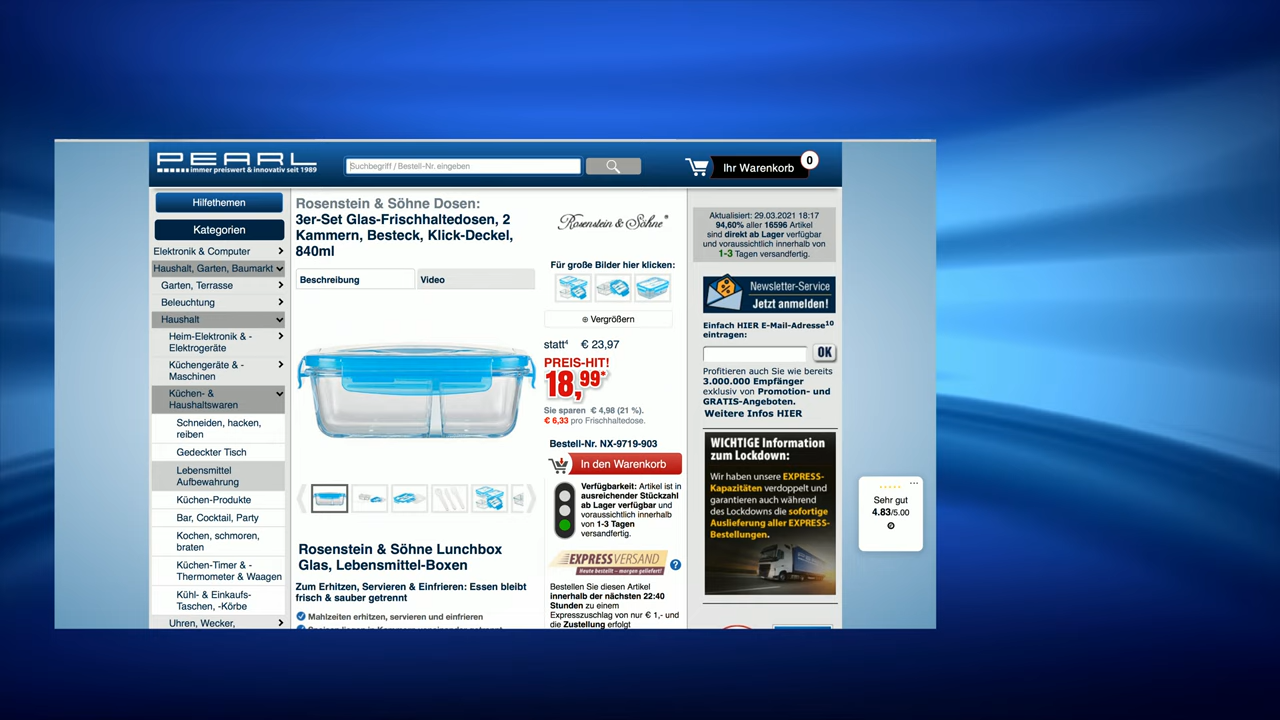 PEARL
immer preiswert & innovativ seit 1989
Suchbegriff / Bestell-Nr. eingeben
Ihr Warenkorb
0
Hilfethemen
Kategorien
Elektronik & Computer
Haushalt, Garten, Baumarkt
Garten, Terrasse
Beleuchtung
Haushalt
Heim-Elektronik & -
Elektrogeräte
Küchengeräte & -
Maschinen
Küchen- &
Haushaltswaren
Schneiden, hacken,
reiben
Gedeckter Tisch
Lebensmittel
Aufbewahrung
Küchen-Produkte
Bar, Cocktail, Party
Kochen, schmoren,
braten
Küchen-Timer & -
Thermometer & Waagen
Kühl- & Einkaufs-
Taschen, -Körbe
Uhren, Wecker,
Rosenstein & Söhne Dosen:
3er-Set Glas-Frischhaltedosen, 2
Kammern, Besteck, Klick-Deckel,
840ml
Beschreibung
Video
Rosenstein & Söhne Lunchbox
Glas, Lebensmittel-Boxen
Zum Erhitzen, Servieren & Einfrieren: Essen bleibt
frisch & sauber getrennt
Mahlzeiten erhitzen, servieren und einfrieren
Rosenstein & Söhne®
Für große Bilder hier klicken:
Vergrößern
statt⁴ € 23,97
PREIS-HIT!
18,99*
Sie sparen € 4,98 (21 %).
€ 6,33 pro Frischhaltedose.
Bestell-Nr. NX-9719-903
In den Warenkorb
Verfügbarkeit: Artikel ist in
ausreichender Stückzahl
ab Lager verfügbar und
voraussichtlich innerhalb
von 1-3 Tagen
versandfertig.
EXPRESSVERSAND
Heute bestellt - morgen geliefert!
?
Bestellen Sie diesen Artikel
innerhalb der nächsten 22:40
Stunden zu einem
Expresszuschlag von nur € 1,- und
die Zustellung erfolgt
Aktualisiert: 29.03.2021 18:17
94,60% aller 16596 Artikel
sind direkt ab Lager verfügbar
und voraussichtlich innerhalb von
1-3 Tagen versandfertig.
%
Newsletter-Service
Jetzt anmelden!
Einfach HIER E-Mail-Adresse¹⁰
eintragen:
OK
Profitieren auch Sie wie bereits
3.000.000 Empfänger
exklusiv von Promotion- und
GRATIS-Angeboten.
Weitere Infos HIER
WICHTIGE Information
zum Lockdown:
Wir haben unsere EXPRESS-
Kapazitäten verdoppelt und
garantieren auch während
des Lockdowns die sofortige
Auslieferung aller EXPRESS-
Bestellungen.
Sehr gut
4.83/5.00